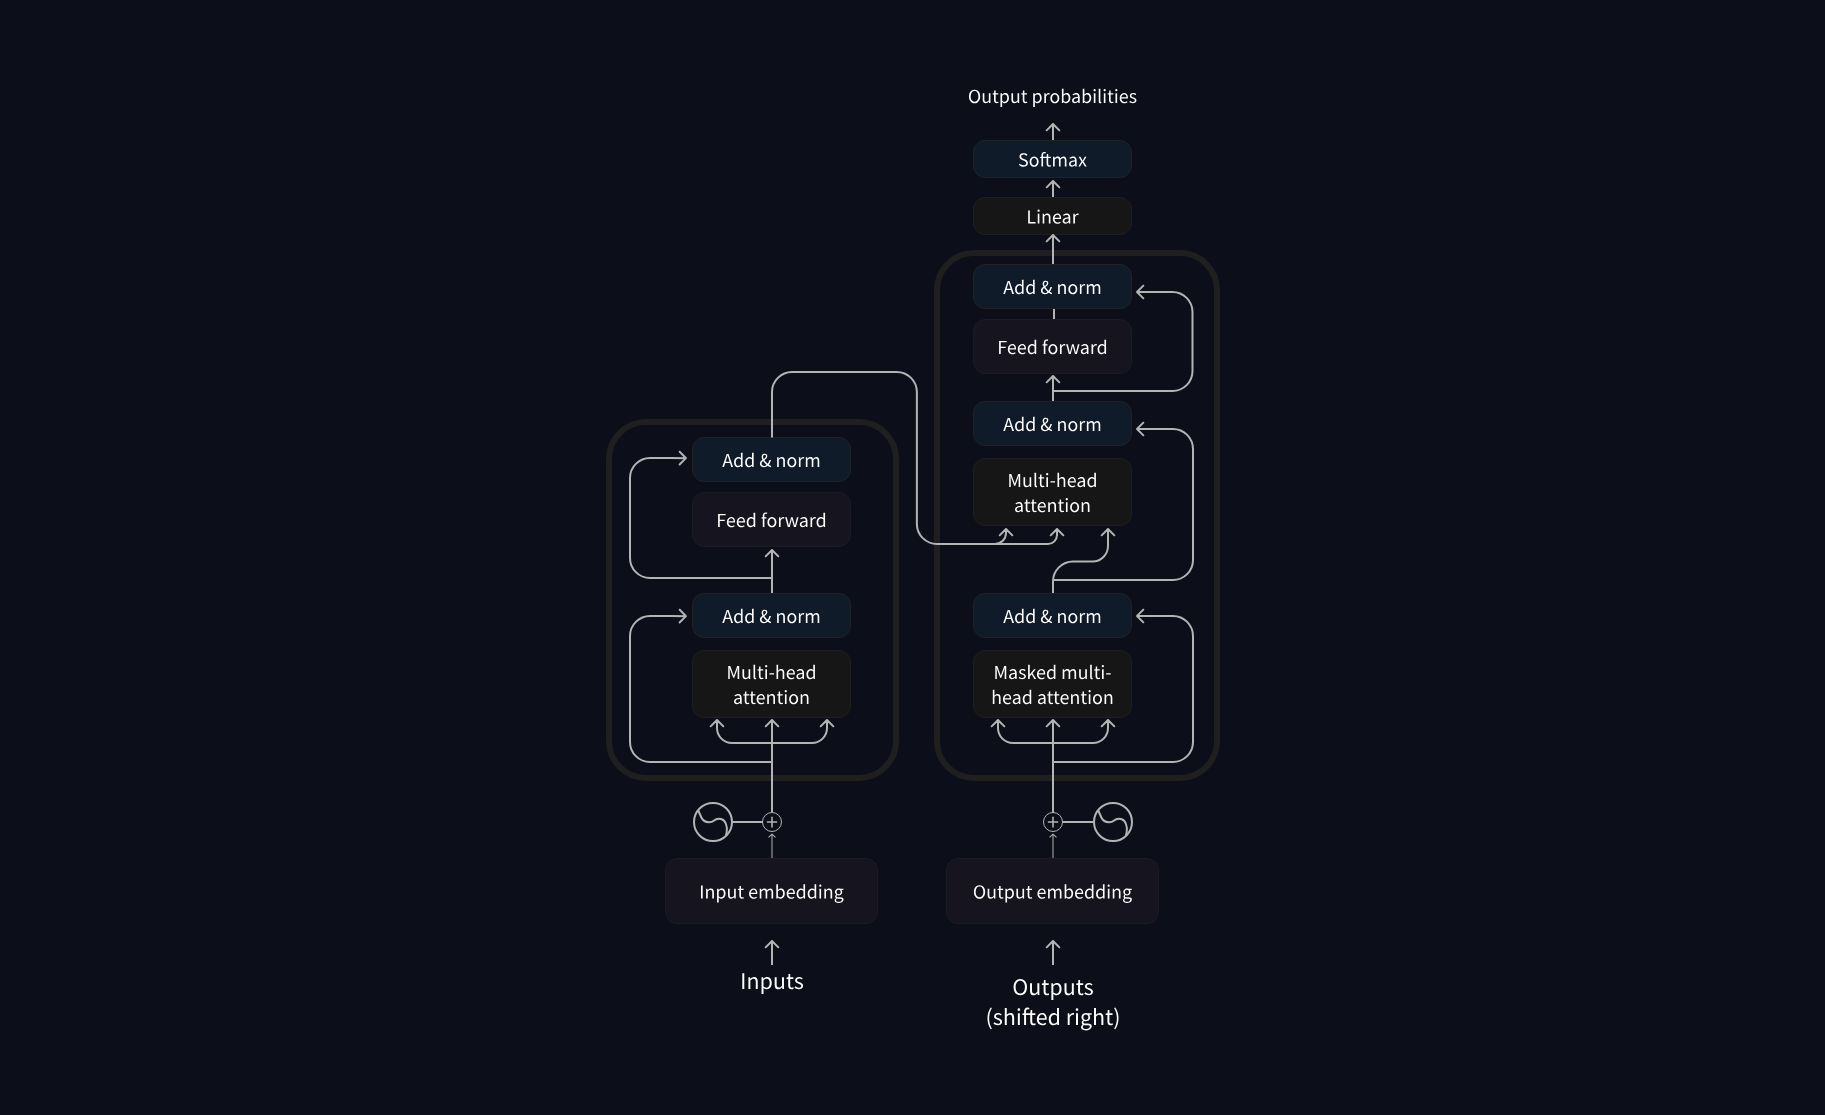 Output probabilities
Softmax
Linear
Add & norm
Feed forward
Add & norm
Multi-head
attention
Add & norm
Masked multi-
head attention
Add & norm
Feed forward
Add & norm
Multi-head
attention
Input embedding
Output embedding
Inputs
Outputs
(shifted right)